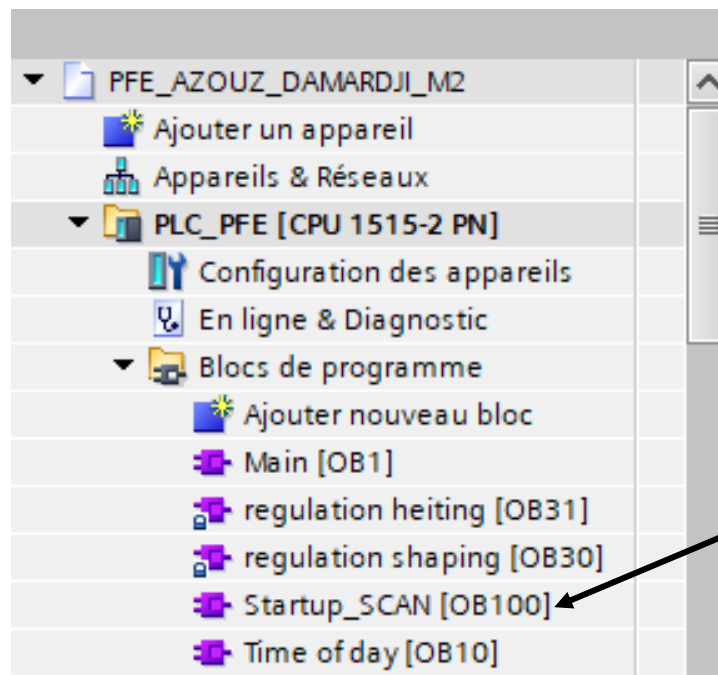 PFE_AZOUZ_DAMARDJI_M2
Ajouter un appareil
Appareils & Réseaux
PLC_PFE [CPU 1515-2 PN]
Configuration des appareils
En ligne & Diagnostic
Blocs de programme
Ajouter nouveau bloc
Main [OB1]
regulation heiting [OB31]
regulation shaping [OB30]
Startup_SCAN [OB100]
Time of day [OB10]